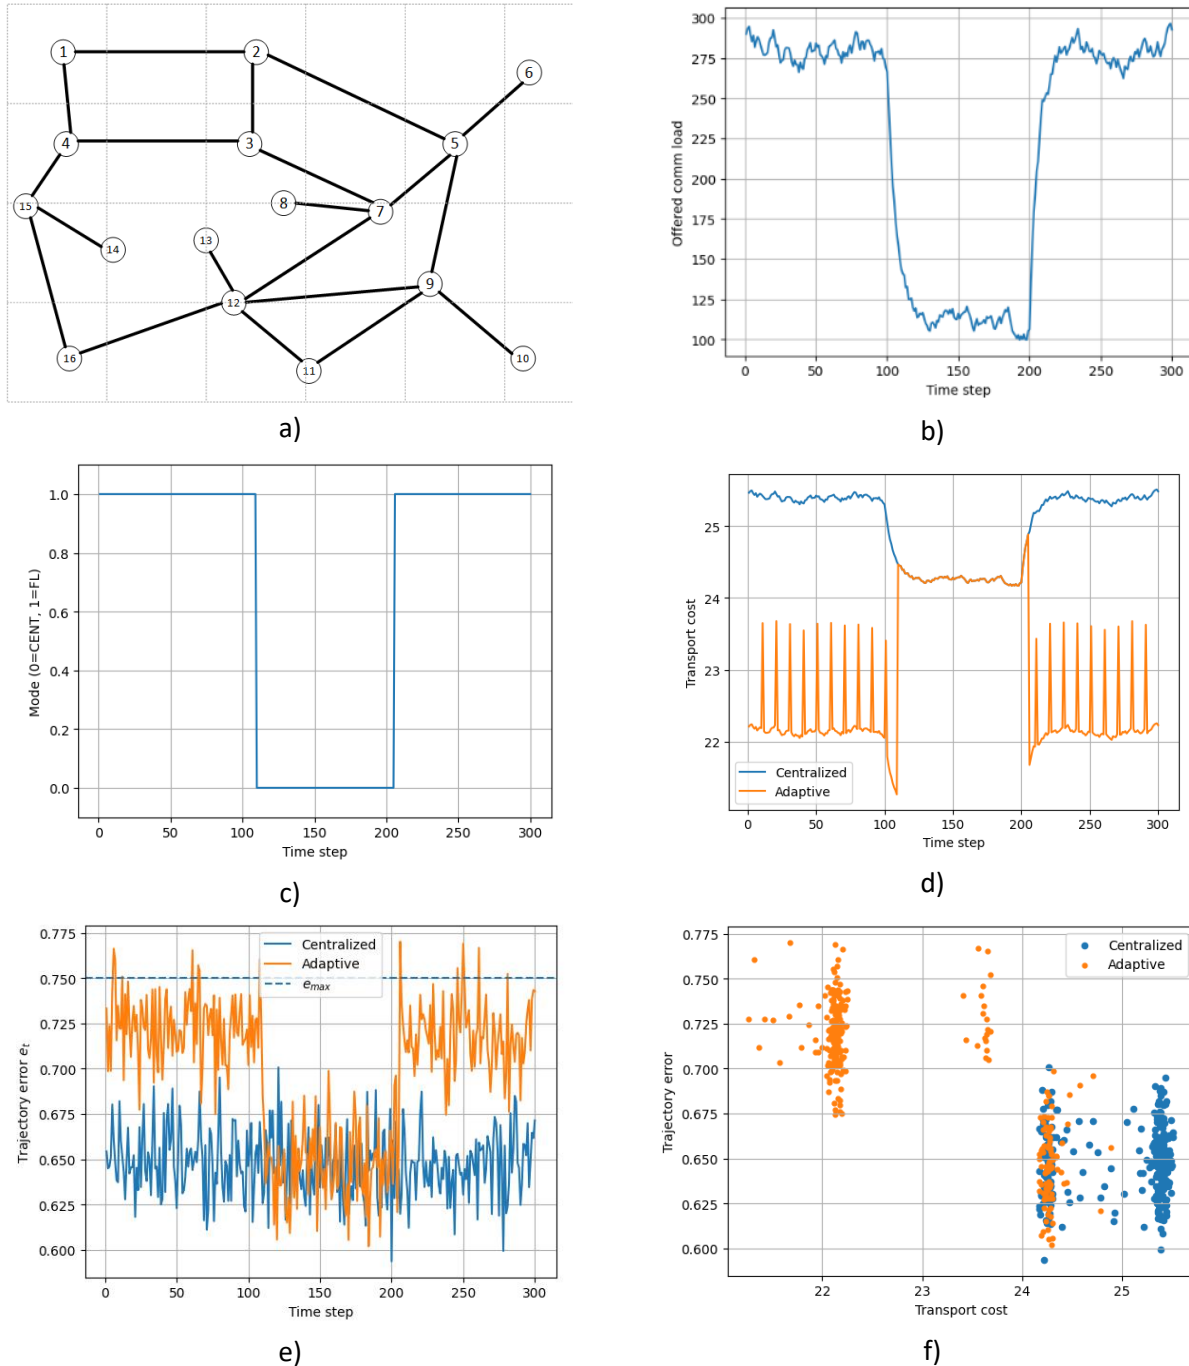 1
2
6
4
3
5
8
7
15
13
14
9
12
16
11
10
a)
300
275
250
225
200
175
150
125
100
Offered comm load
0 50 100 150 200 250 300
Time step
b)
1.0
0.8
0.6
0.4
0.2
0.0
Mode (0=CENT, 1=FL)
0 50 100 150 200 250 300
Time step
c)
25
24
23
22
Transport cost
Centralized
Adaptive
0 50 100 150 200 250 300
Time step
d)
0.775
0.750
0.725
0.700
0.675
0.650
0.625
0.600
Trajectory error et
Centralized
Adaptive
emax
0 50 100 150 200 250 300
Time step
e)
0.775
0.750
0.725
0.700
0.675
0.650
0.625
0.600
Trajectory error
Centralized
Adaptive
22 23 24 25
Transport cost
f)